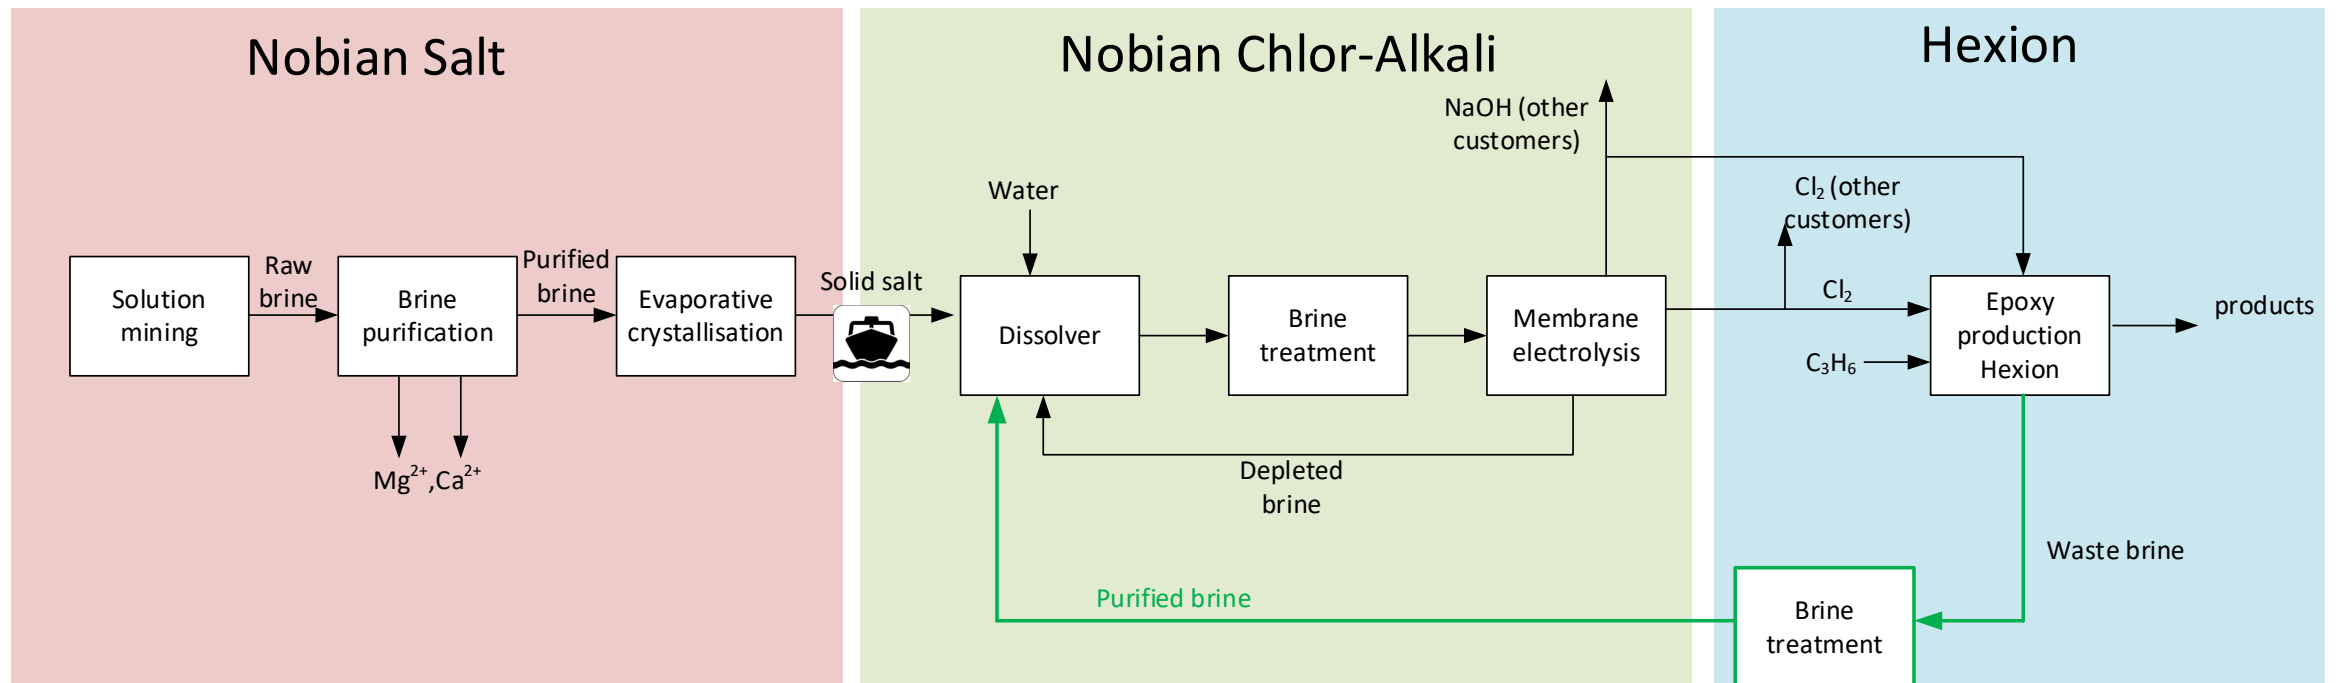 Nobian Salt
Nobian Chlor-Alkali
Hexion
NaOH (other
customers)
Cl₂ (other
customers)
Water
Solution
mining
Raw
brine
Brine
purification
Purified
brine
Evaporative
crystallisation
Solid salt
Dissolver
Brine
treatment
Membrane
electrolysis
Cl₂
C₃H₆
Epoxy
production
Hexion
products
Mg²⁺,Ca²⁺
Depleted
brine
Waste brine
Purified brine
Brine
treatment